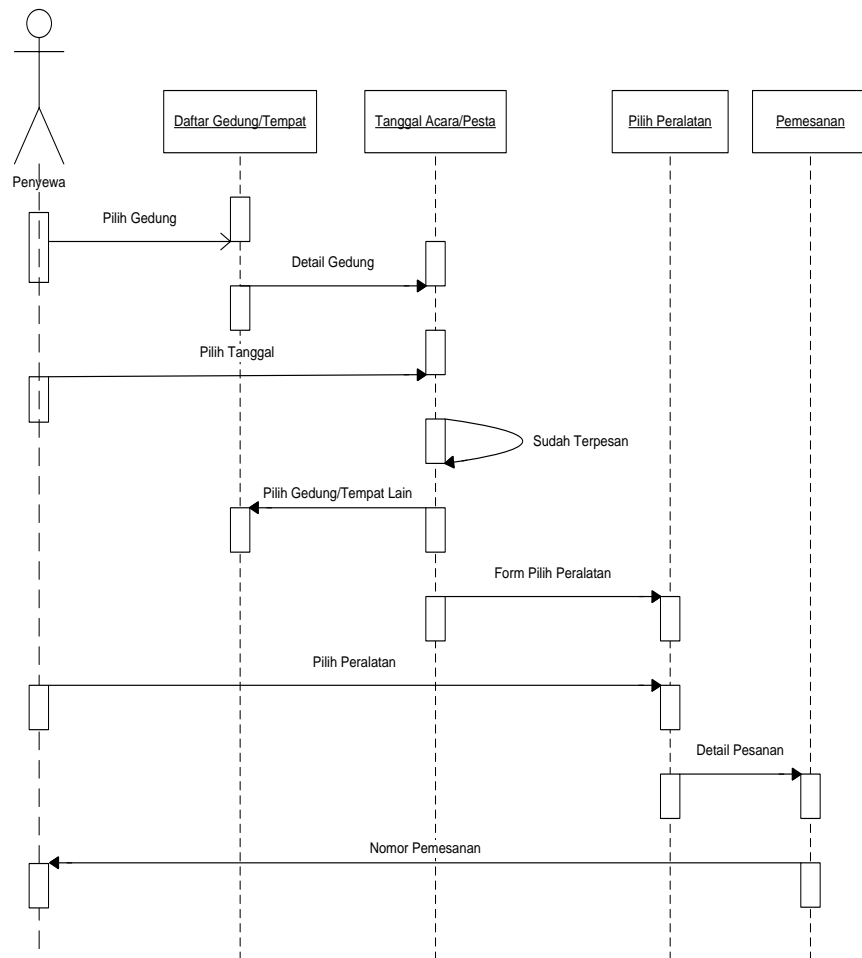 Daftar Gedung/Tempat
Tanggal Acara/Pesta
Pilih Peralatan
Pemesanan
Penyewa
Pilih Gedung
Detail Gedung
Pilih Tanggal
Sudah Terpesan
Pilih Gedung/Tempat Lain
Form Pilih Peralatan
Pilih Peralatan
Detail Pesanan
Nomor Pemesanan